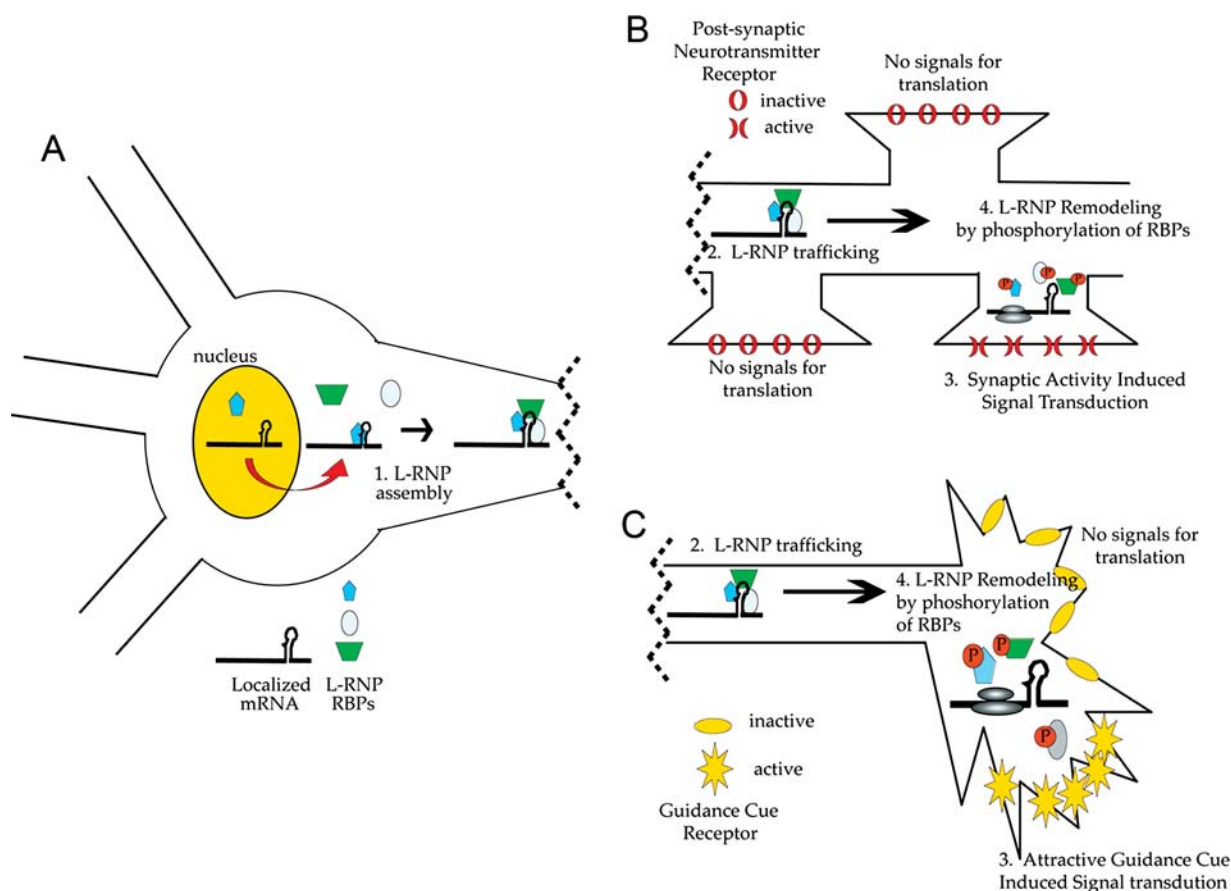 A
nucleus
1. L-RNP
assembly
Localized
mRNA
L-RNP
RBPs
B
Post-synaptic
Neurotransmitter
Receptor
inactive
active
No signals for
translation
2. L-RNP trafficking
4. L-RNP Remodeling
by phosphorylation of RBPs
P
P
P
No signals for
translation
3. Synaptic Activity Induced
Signal Transduction
C
2. L-RNP trafficking
No signals for
translation
4. L-RNP Remodeling
by phoshorylation
of RBPs
P
P
P
inactive
active
Guidance Cue
Receptor
3. Attractive Guidance Cue
Induced Signal transdution